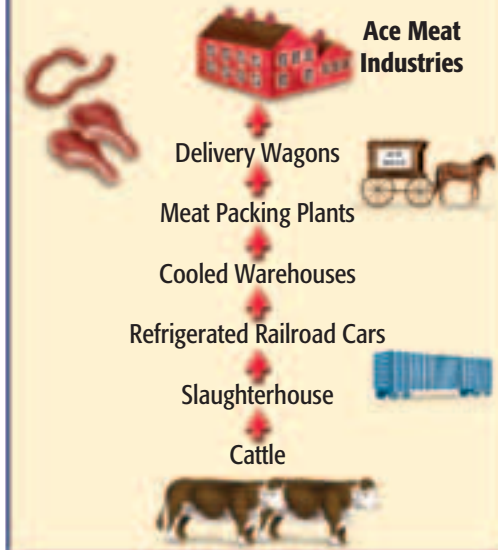 Ace Meat
Industries
Delivery Wagons
Meat Packing Plants
Cooled Warehouses
Refrigerated Railroad Cars
Slaughterhouse
Cattle